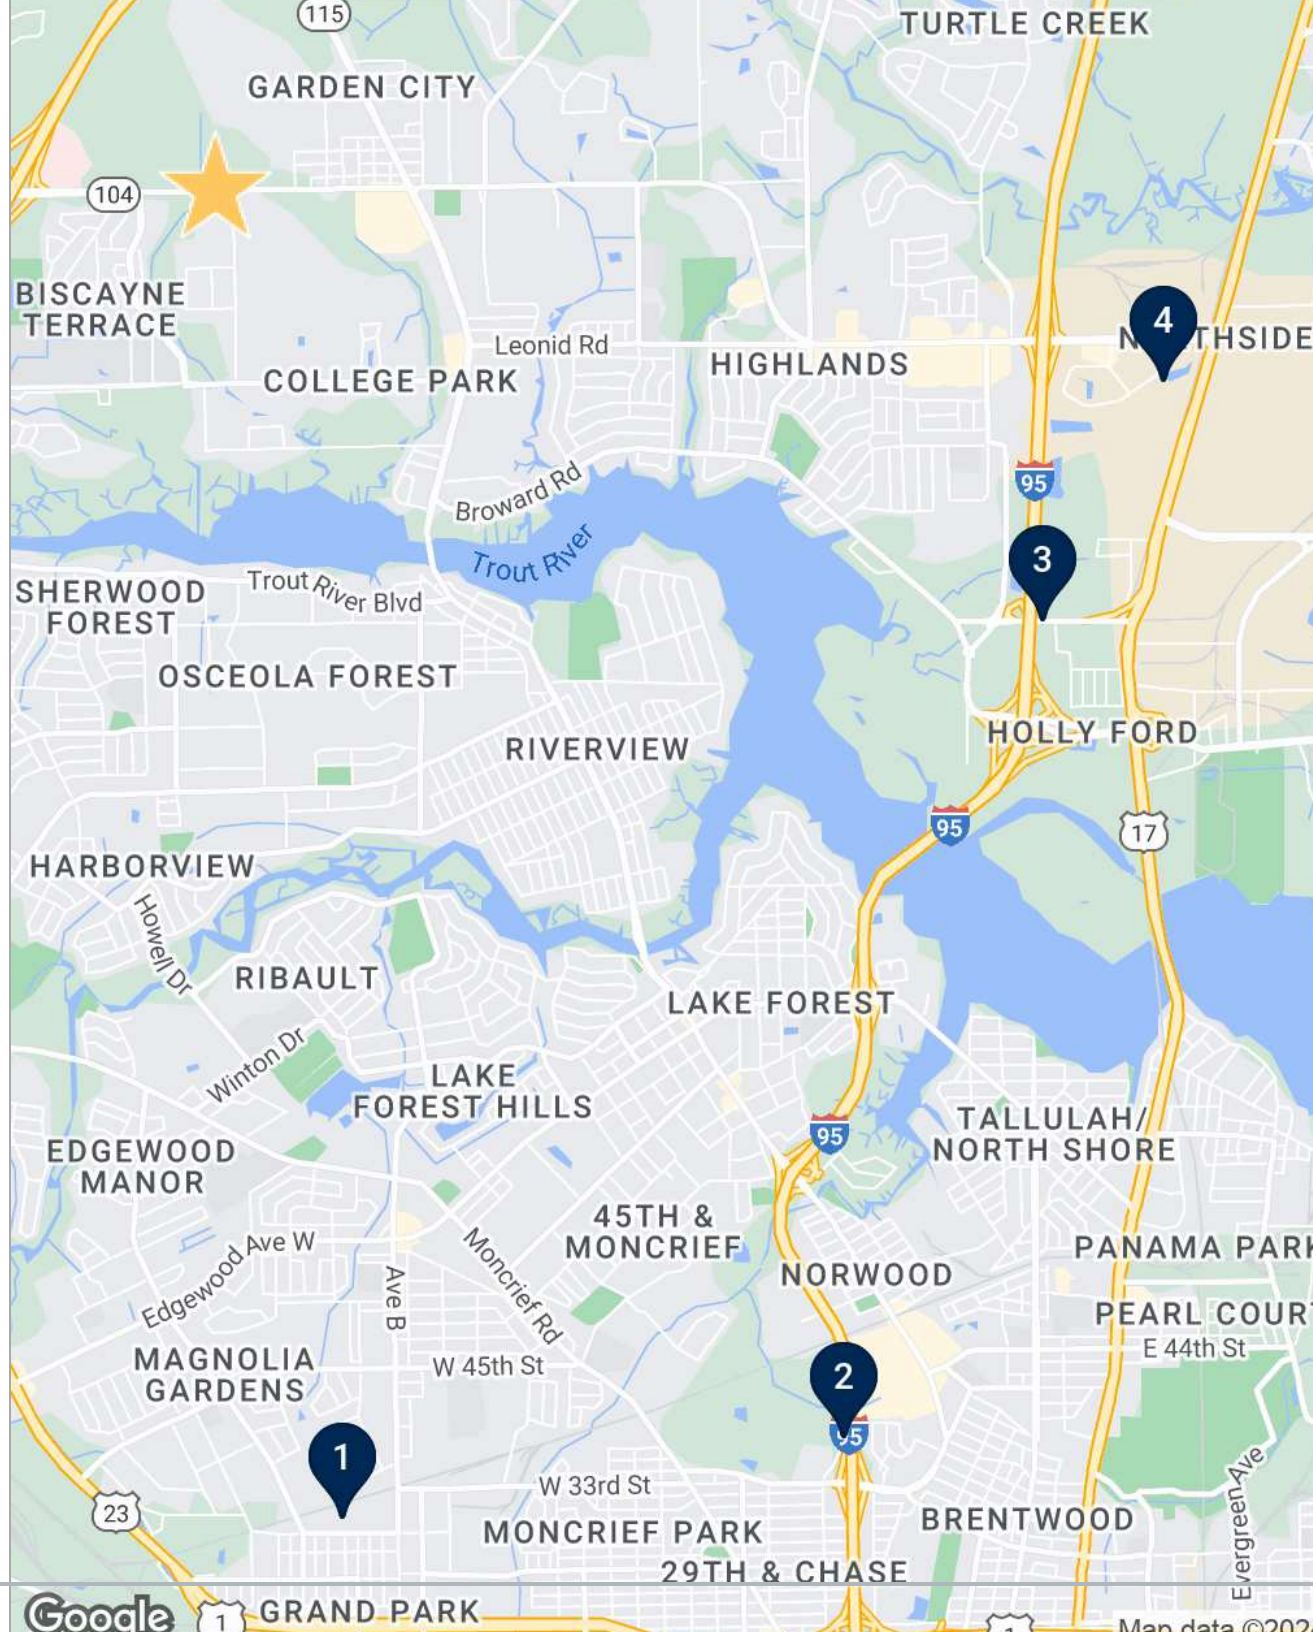 115
TURTLE CREEK
GARDEN CITY
104
BISCAYNE
TERRACE
4
Leonid Rd
HIGHLANDS
COLLEGE PARK
95
Broward Rd
Trout River
3
SHERWOOD
FOREST
Trout River Blvd
OSCEOLA FOREST
RIVERVIEW
HOLLY FORD
95
17
HARBORVIEW
Howell Dr
RIBAULT
LAKE FOREST
Winton Dr
LAKE
FOREST HILLS
95
TALLULAH/
NORTH SHORE
EDGEWOOD
MANOR
45TH &
MONCRIEF
Edgewood Ave W
Moncrief Rd
Ave B
NORWOOD
PANAMA PARK
PEARL COUR
E 44th St
MAGNOLIA
GARDENS
W 45th St
2
95
1
W 33rd St
23
MONCRIEF PARK
BRENTWOOD
Evergreen Ave
29TH & CHASE
Google
1
GRAND PARK
1
Map data ©202